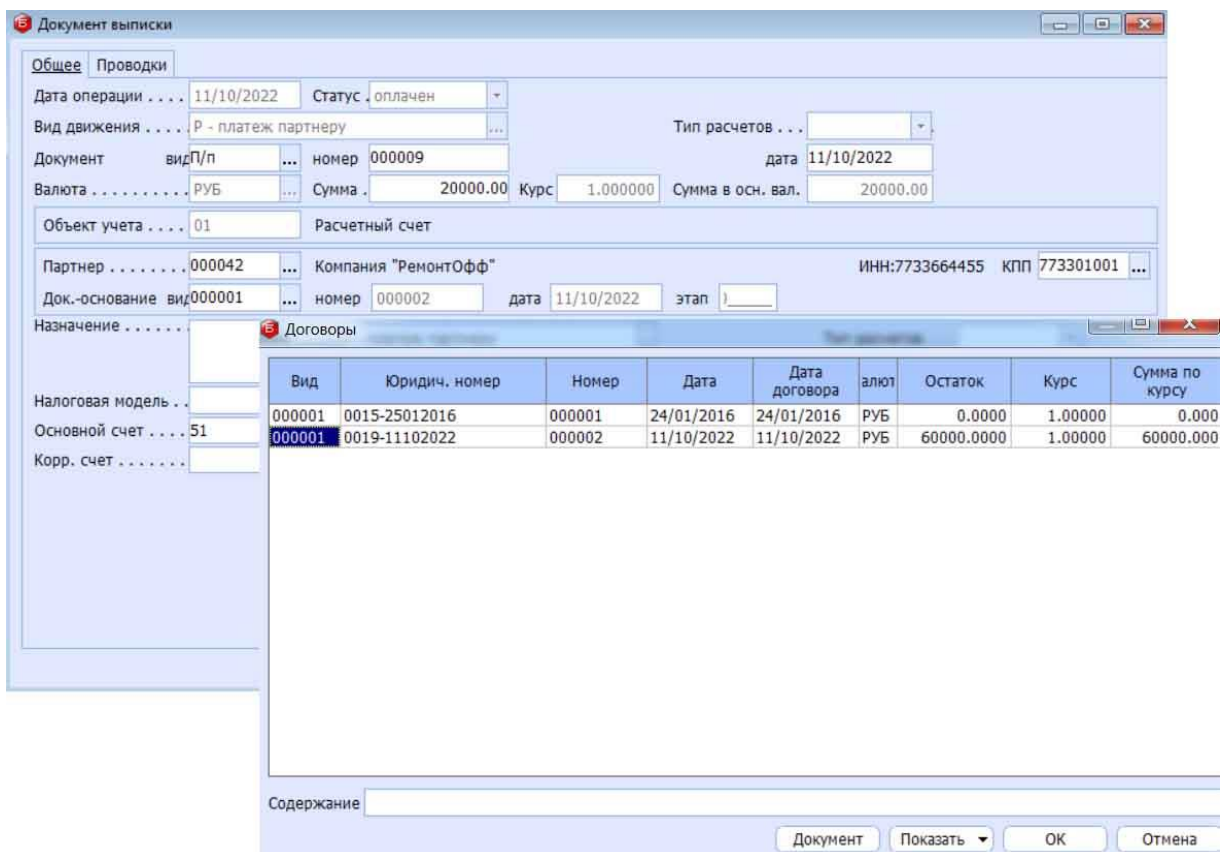 Документ выписки
Общее Проводки
Дата операции . . . . 11/10/2022 Статус . оплачен
Вид движения . . . . . Р - платеж партнеру ... Тип расчетов . . .
Документ вид П/п ... номер 000009 дата 11/10/2022
Валюта . . . . . . . . . . РУБ ... Сумма . 20000.00 Курс 1.000000 Сумма в осн. вал. 20000.00
Объект учета . . . . 01 Расчетный счет
Партнер . . . . . . . . 000042 ... Компания "РемонтОфф" ИНН:7733664455 КПП 773301001 ...
Док.-основание вид 000001 ... номер 000002 дата 11/10/2022 этап )______
Назначение . . . . . . .
Налоговая модель . .
Основной счет . . . . 51
Корр. счет . . . . . . .
Договоры
Вид Юридич. номер Номер Дата Дата договора алют Остаток Курс Сумма по курсу
000001 0015-25012016 000001 24/01/2016 24/01/2016 РУБ 0.0000 1.00000 0.000
000001 0019-11102022 000002 11/10/2022 11/10/2022 РУБ 60000.0000 1.00000 60000.000
Содержание
Документ Показать OK Отмена